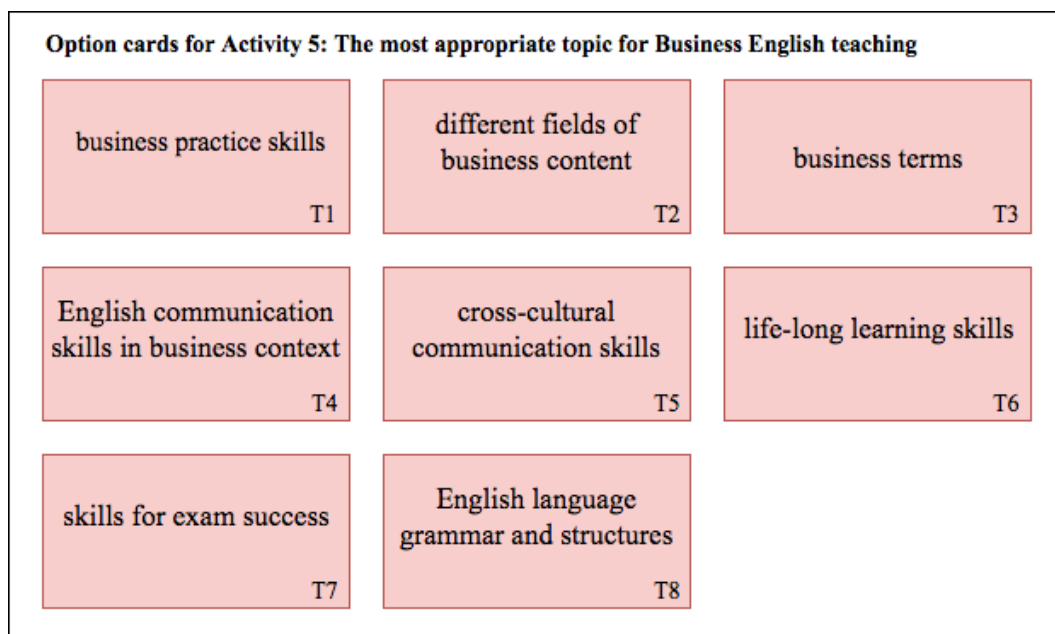 Option cards for Activity 5: The most appropriate topic for Business English teaching
business practice skills
T1
different fields of
business content
T2
business terms
T3
English communication
skills in business context
T4
cross-cultural
communication skills
T5
life-long learning skills
T6
skills for exam success
T7
English language
grammar and structures
T8